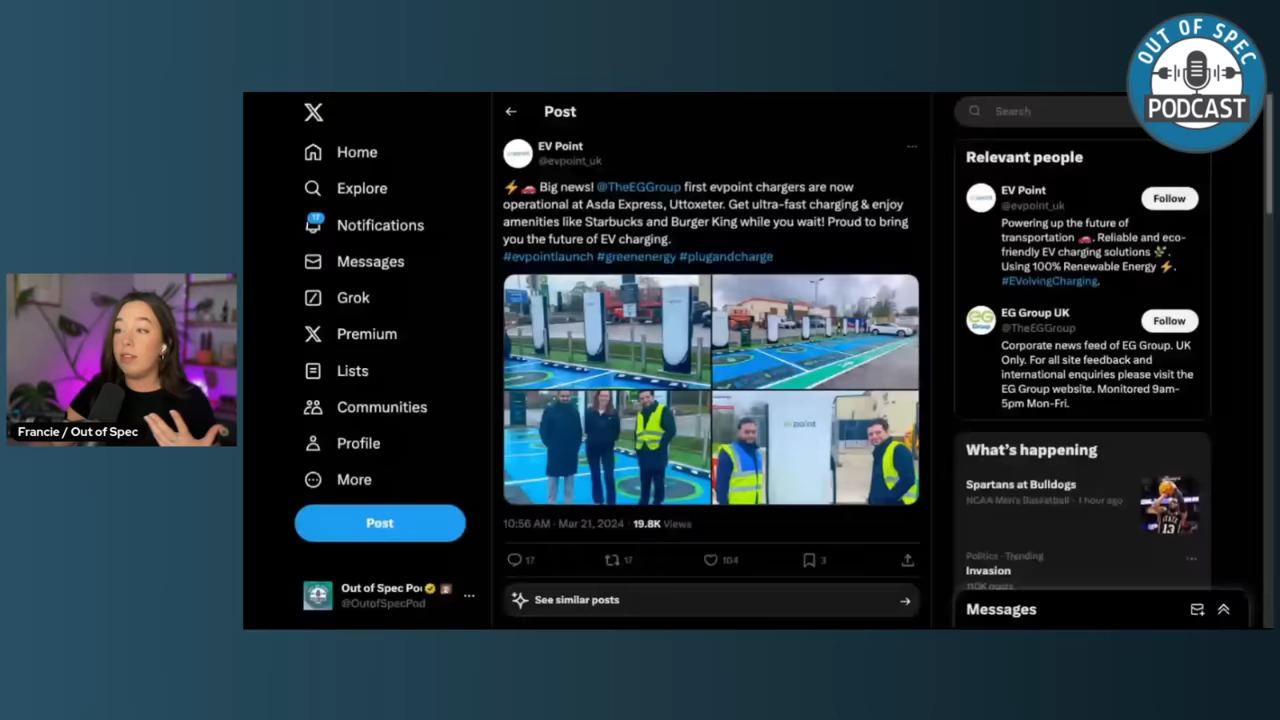 OUT OF SPEC
PODCAST
Francie / Out of Spec
Home
Explore
17
Notifications
Messages
Grok
Premium
Lists
Communities
Profile
More
Post
Out of Spec Po
@OutofSpecPod
Post
EV Point
@evpoint_uk
⚡🚗 Big news! @TheEGGroup first evpoint chargers are now
operational at Asda Express, Uttoxeter. Get ultra-fast charging & enjoy
amenities like Starbucks and Burger King while you wait! Proud to bring
you the future of EV charging.
#evpointlaunch #greenenergy #plugandcharge
evpoint
10:56 AM · Mar 21, 2024 · 19.8K Views
17
17
104
3
See similar posts
Search
Relevant people
EV Point
@evpoint_uk
Follow
Powering up the future of
transportation 🚗. Reliable and eco-
friendly EV charging solutions 🌿.
Using 100% Renewable Energy ⚡.
#EVolvingCharging.
EG Group
EG Group UK
@TheEGGroup
Follow
Corporate news feed of EG Group. UK
Only. For all site feedback and
international enquiries please visit the
EG Group website. Monitored 9am-
5pm Mon-Fri.
What's happening
Spartans at Bulldogs
NCAA Men's Basketball · 1 hour ago
STATE
13
Politics · Trending
Invasion
110K posts
Messages